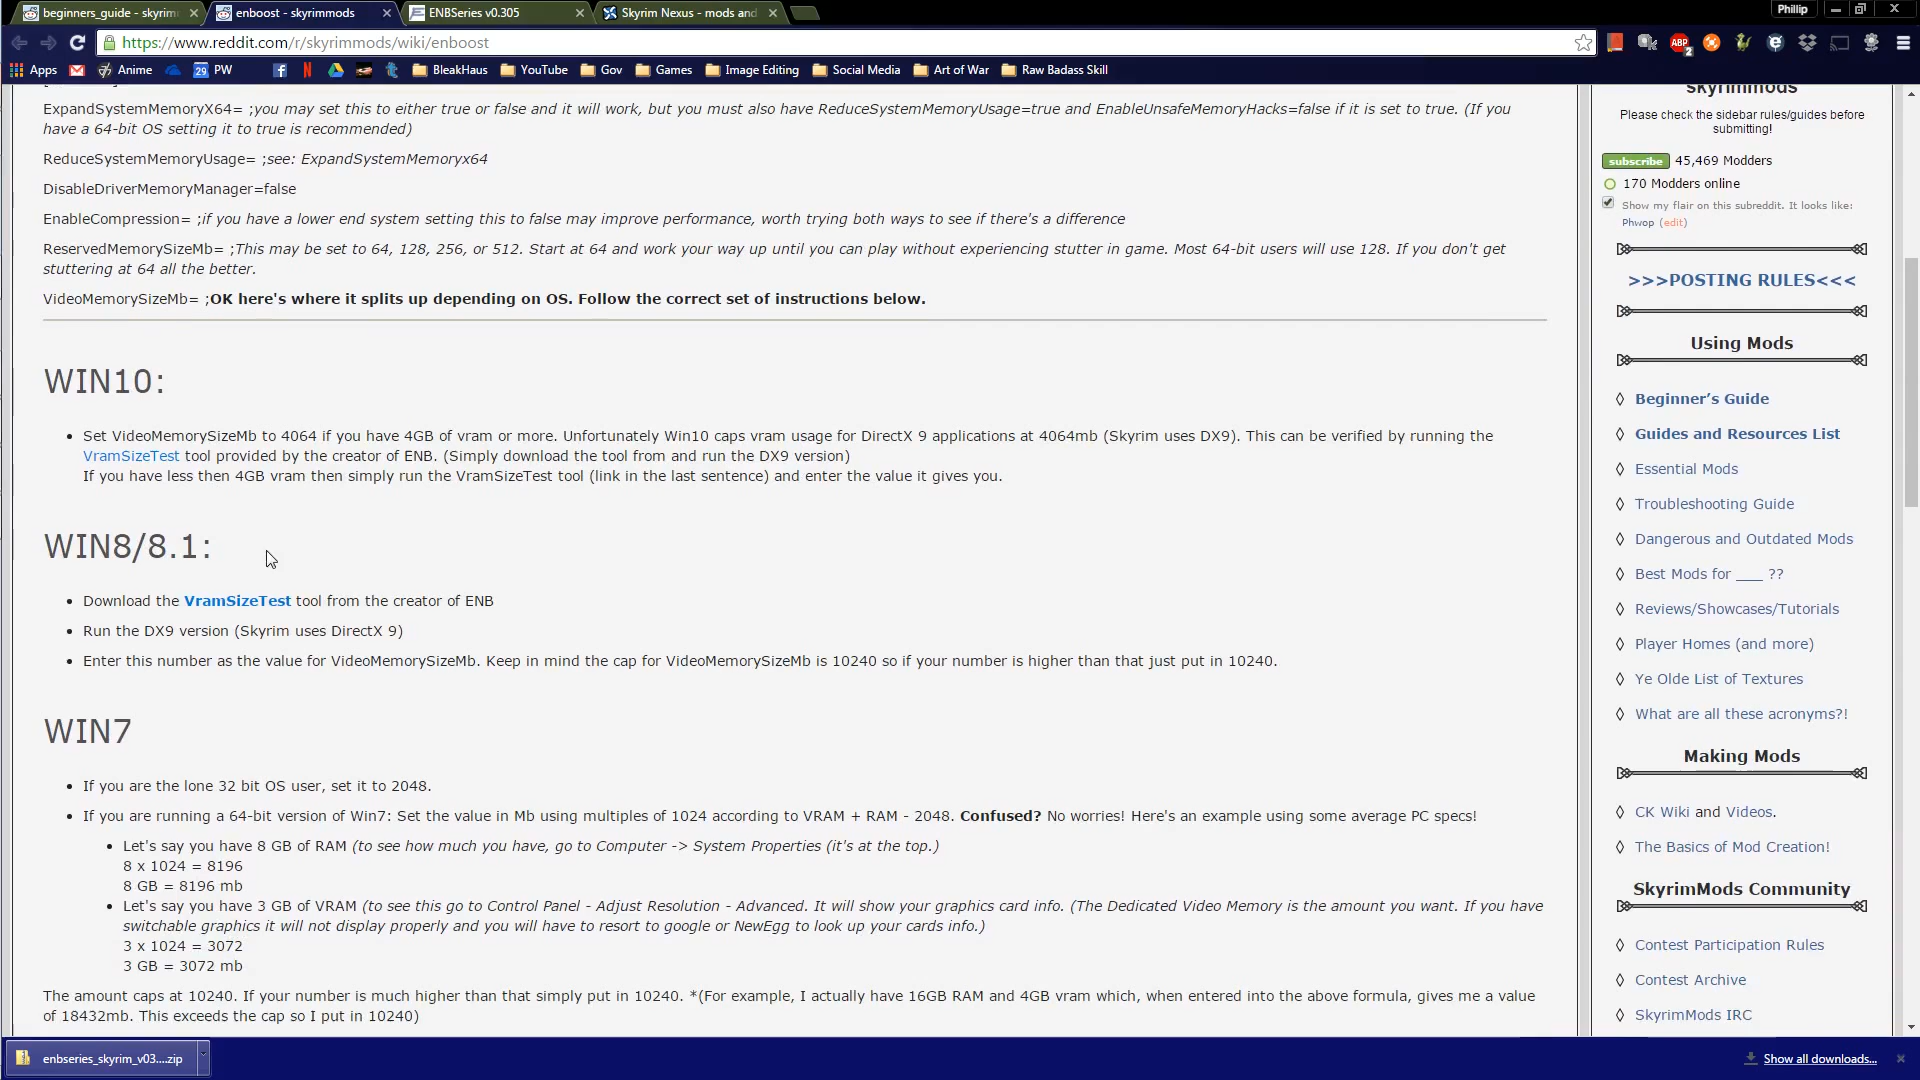 beginners_guide - skyrimm
enboost - skyrimmods
ENBSeries v0.305
Skyrim Nexus - mods and
Phillip
https://www.reddit.com/r/skyrimmods/wiki/enboost
ABP
2
Apps
Anime
29
PW
BleakHaus
YouTube
Gov
Games
Image Editing
Social Media
Art of War
Raw Badass Skill
ExpandSystemMemoryX64= ;you may set this to either true or false and it will work, but you must also have ReduceSystemMemoryUsage=true and EnableUnsafeMemoryHacks=false if it is set to true. (If you
have a 64-bit OS setting it to true is recommended)
ReduceSystemMemoryUsage= ;see: ExpandSystemMemoryx64
DisableDriverMemoryManager=false
EnableCompression= ;if you have a lower end system setting this to false may improve performance, worth trying both ways to see if there's a difference
ReservedMemorySizeMb= ;This may be set to 64, 128, 256, or 512. Start at 64 and work your way up until you can play without experiencing stutter in game. Most 64-bit users will use 128. If you don't get
stuttering at 64 all the better.
VideoMemorySizeMb= ;OK here's where it splits up depending on OS. Follow the correct set of instructions below.
WIN10:
• Set VideoMemorySizeMb to 4064 if you have 4GB of vram or more. Unfortunately Win10 caps vram usage for DirectX 9 applications at 4064mb (Skyrim uses DX9). This can be verified by running the
VramSizeTest tool provided by the creator of ENB. (Simply download the tool from and run the DX9 version)
If you have less then 4GB vram then simply run the VramSizeTest tool (link in the last sentence) and enter the value it gives you.
WIN8/8.1:
• Download the VramSizeTest tool from the creator of ENB
• Run the DX9 version (Skyrim uses DirectX 9)
• Enter this number as the value for VideoMemorySizeMb. Keep in mind the cap for VideoMemorySizeMb is 10240 so if your number is higher than that just put in 10240.
WIN7
• If you are the lone 32 bit OS user, set it to 2048.
• If you are running a 64-bit version of Win7: Set the value in Mb using multiples of 1024 according to VRAM + RAM - 2048. Confused? No worries! Here's an example using some average PC specs!
• Let's say you have 8 GB of RAM (to see how much you have, go to Computer -> System Properties (it's at the top.)
8 x 1024 = 8196
8 GB = 8196 mb
• Let's say you have 3 GB of VRAM (to see this go to Control Panel - Adjust Resolution - Advanced. It will show your graphics card info. (The Dedicated Video Memory is the amount you want. If you have
switchable graphics it will not display properly and you will have to resort to google or NewEgg to look up your cards info.)
3 x 1024 = 3072
3 GB = 3072 mb
The amount caps at 10240. If your number is much higher than that simply put in 10240. *(For example, I actually have 16GB RAM and 4GB vram which, when entered into the above formula, gives me a value
of 18432mb. This exceeds the cap so I put in 10240)
skyrimmods
Please check the sidebar rules/guides before
submitting!
subscribe 45,469 Modders
170 Modders online
Show my flair on this subreddit. It looks like:
Phwop (edit)
>>>POSTING RULES<<<
Using Mods
◊ Beginner's Guide
◊ Guides and Resources List
◊ Essential Mods
◊ Troubleshooting Guide
◊ Dangerous and Outdated Mods
◊ Best Mods for ___ ??
◊ Reviews/Showcases/Tutorials
◊ Player Homes (and more)
◊ Ye Olde List of Textures
◊ What are all these acronyms?!
Making Mods
◊ CK Wiki and Videos.
◊ The Basics of Mod Creation!
SkyrimMods Community
◊ Contest Participation Rules
◊ Contest Archive
◊ SkyrimMods IRC
enbseries_skyrim_v03....zip
Show all downloads...